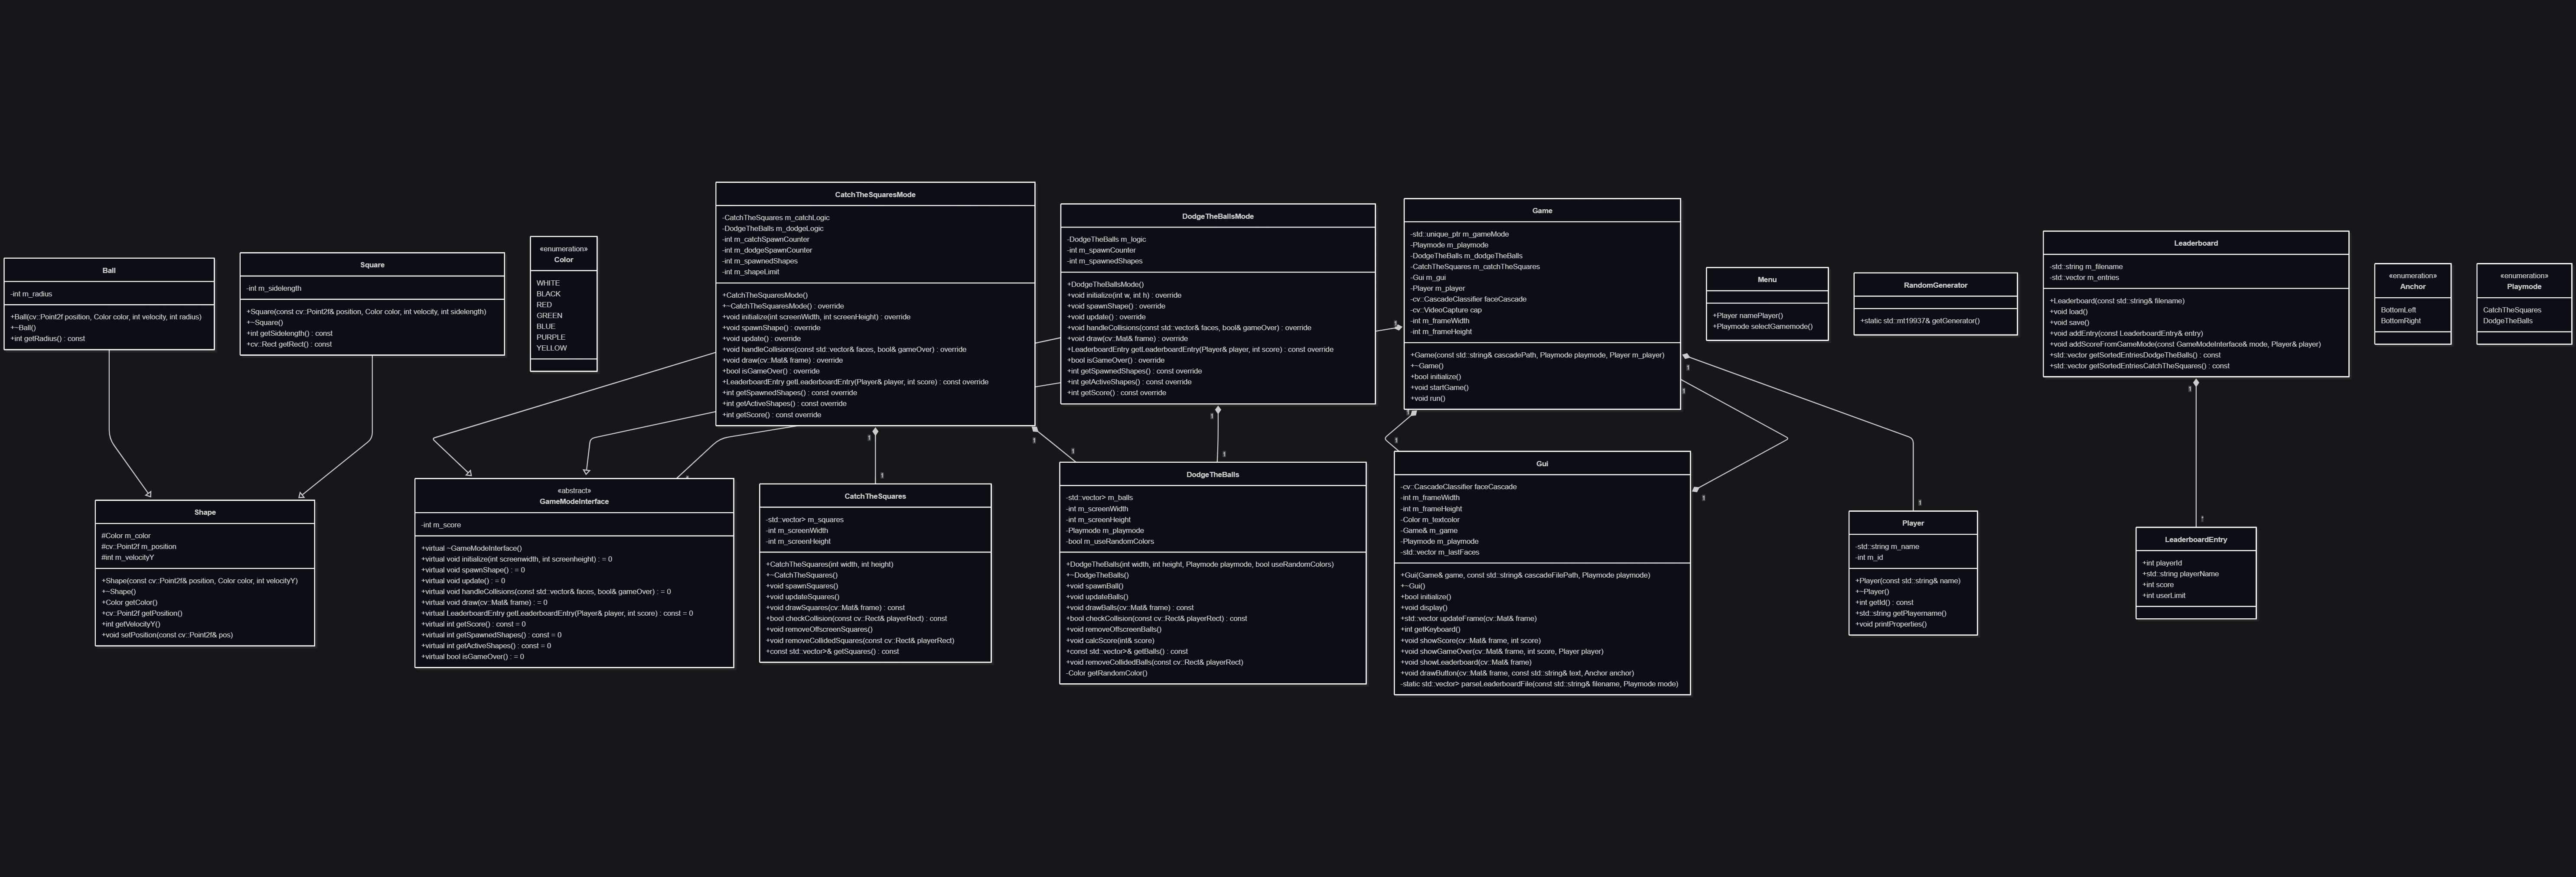 Ball
-int m_radius
+Ball(cv::Point2f position, Color color, int velocity, int radius)
+~Ball()
+int getRadius() : const
Square
-int m_sidelength
+Square(const cv::Point2f& position, Color color, int velocity, int sidelength)
+~Square()
+int getSidelength() : const
+cv::Rect getRect() : const
«enumeration»
Color
WHITE
BLACK
RED
GREEN
BLUE
PURPLE
YELLOW
CatchTheSquaresMode
-CatchTheSquares m_catchLogic
-DodgeTheBalls m_dodgeLogic
-int m_catchSpawnCounter
-int m_dodgeSpawnCounter
-int m_spawnedShapes
-int m_shapeLimit
+CatchTheSquaresMode()
+~CatchTheSquaresMode() : override
+void initialize(int screenWidth, int screenHeight) : override
+void spawnShape() : override
+void update() : override
+void handleCollisions(const std::vector& faces, bool& gameOver) : override
+void draw(cv::Mat& frame) : override
+bool isGameOver() : override
+LeaderboardEntry getLeaderboardEntry(Player& player, int score) : const override
+int getSpawnedShapes() : const override
+int getActiveShapes() : const override
+int getScore() : const override
DodgeTheBallsMode
-DodgeTheBalls m_logic
-int m_spawnCounter
-int m_spawnedShapes
+DodgeTheBallsMode()
+void initialize(int w, int h) : override
+void spawnShape() : override
+void update() : override
+void handleCollisions(const std::vector& faces, bool& gameOver) : override
+void draw(cv::Mat& frame) : override
+LeaderboardEntry getLeaderboardEntry(Player& player, int score) : const override
+bool isGameOver() : override
+int getSpawnedShapes() : const override
+int getActiveShapes() : const override
+int getScore() : const override
Game
-std::unique_ptr m_gameMode
-Playmode m_playmode
-DodgeTheBalls m_dodgeTheBalls
-CatchTheSquares m_catchTheSquares
-Gui m_gui
-Player m_player
-cv::CascadeClassifier faceCascade
-cv::VideoCapture cap
-int m_frameWidth
-int m_frameHeight
+Game(const std::string& cascadePath, Playmode playmode, Player m_player)
+~Game()
+bool initialize()
+void startGame()
+void run()
Menu
+Player namePlayer()
+Playmode selectGamemode()
RandomGenerator
+static std::mt19937& getGenerator()
Leaderboard
-std::string m_filename
-std::vector m_entries
+Leaderboard(const std::string& filename)
+void load()
+void save()
+void addEntry(const LeaderboardEntry& entry)
+void addScoreFromGameMode(const GameModeInterface& mode, Player& player)
+std::vector getSortedEntriesDodgeTheBalls() : const
+std::vector getSortedEntriesCatchTheSquares() : const
«enumeration»
Anchor
BottomLeft
BottomRight
«enumeration»
Playmode
CatchTheSquares
DodgeTheBalls
1
1
1
1
1
1
1
1
1
1
1
1
1
1
Shape
#Color m_color
#cv::Point2f m_position
#int m_velocityY
+Shape(const cv::Point2f& position, Color color, int velocityY)
+~Shape()
+Color getColor()
+cv::Point2f getPosition()
+int getVelocityY()
+void setPosition(const cv::Point2f& pos)
«abstract»
GameModeInterface
-int m_score
+virtual ~GameModeInterface()
+virtual void initialize(int screenwidth, int screenheight) : = 0
+virtual void spawnShape() : = 0
+virtual void update() : = 0
+virtual void handleCollisions(const std::vector& faces, bool& gameOver) : = 0
+virtual void draw(cv::Mat& frame) : = 0
+virtual LeaderboardEntry getLeaderboardEntry(Player& player, int score) : const = 0
+virtual int getScore() : const = 0
+virtual int getSpawnedShapes() : const = 0
+virtual int getActiveShapes() : const = 0
+virtual bool isGameOver() : = 0
CatchTheSquares
-std::vector> m_squares
-int m_screenWidth
-int m_screenHeight
+CatchTheSquares(int width, int height)
+~CatchTheSquares()
+void spawnSquares()
+void updateSquares()
+void drawSquares(cv::Mat& frame) : const
+bool checkCollision(const cv::Rect& playerRect) : const
+void removeOffscreenSquares()
+void removeCollidedSquares(const cv::Rect& playerRect)
+const std::vector>& getSquares() : const
DodgeTheBalls
-std::vector> m_balls
-int m_screenWidth
-int m_screenHeight
-Playmode m_playmode
-bool m_useRandomColors
+DodgeTheBalls(int width, int height, Playmode playmode, bool useRandomColors)
+~DodgeTheBalls()
+void spawnBall()
+void updateBalls()
+void drawBalls(cv::Mat& frame) : const
+bool checkCollision(const cv::Rect& playerRect) : const
+void removeOffscreenBalls()
+void calcScore(int& score)
+const std::vector>& getBalls() : const
+void removeCollidedBalls(const cv::Rect& playerRect)
-Color getRandomColor()
Gui
-cv::CascadeClassifier faceCascade
-int m_frameWidth
-int m_frameHeight
-Color m_textcolor
-Game& m_game
-Playmode m_playmode
-std::vector m_lastFaces
+Gui(Game& game, const std::string& cascadeFilePath, Playmode playmode)
+~Gui()
+bool initialize()
+void display()
+std::vector updateFrame(cv::Mat& frame)
+int getKeyboard()
+void showScore(cv::Mat& frame, int score)
+void showGameOver(cv::Mat& frame, int score, Player player)
+void showLeaderboard(cv::Mat& frame)
+void drawButton(cv::Mat& frame, const std::string& text, Anchor anchor)
-static std::vector> parseLeaderboardFile(const std::string& filename, Playmode mode)
Player
-std::string m_name
-int m_id
+Player(const std::string& name)
+~Player()
+int getId() : const
+std::string getPlayername()
+void printProperties()
LeaderboardEntry
+int playerId
+std::string playerName
+int score
+int userLimit